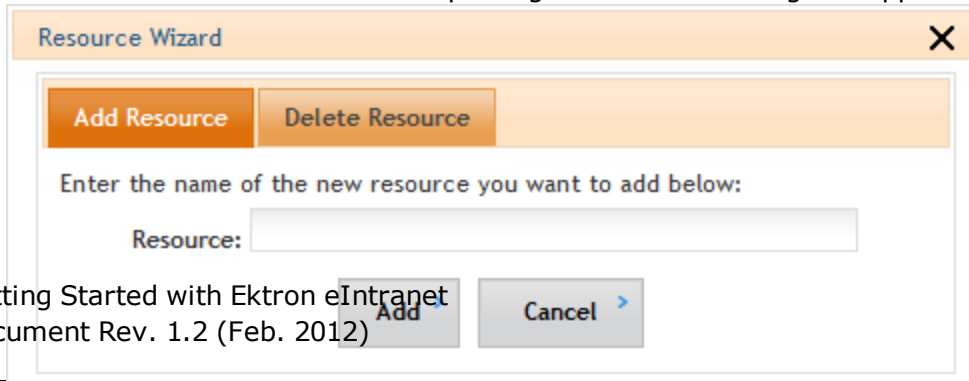 Resource Wizard
Add Resource Delete Resource
Enter the name of the new resource you want to add below:
Resource:
Add Cancel
tting Started with Ektron eIntranet
cument Rev. 1.2 (Feb. 2012)